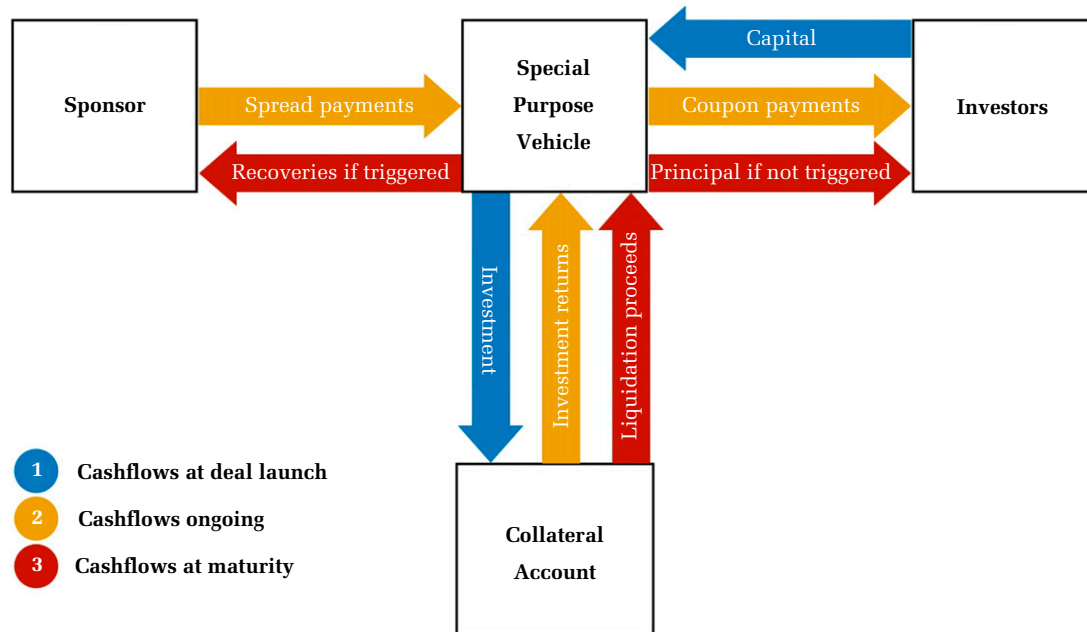 Capital
Sponsor
Spread payments
Special
Purpose
Vehicle
Coupon payments
Investors
Recoveries if triggered
Principal if not triggered
Investment
Investment returns
Liquidation proceeds
1 Cashflows at deal launch
2 Cashflows ongoing
3 Cashflows at maturity
Collateral
Account